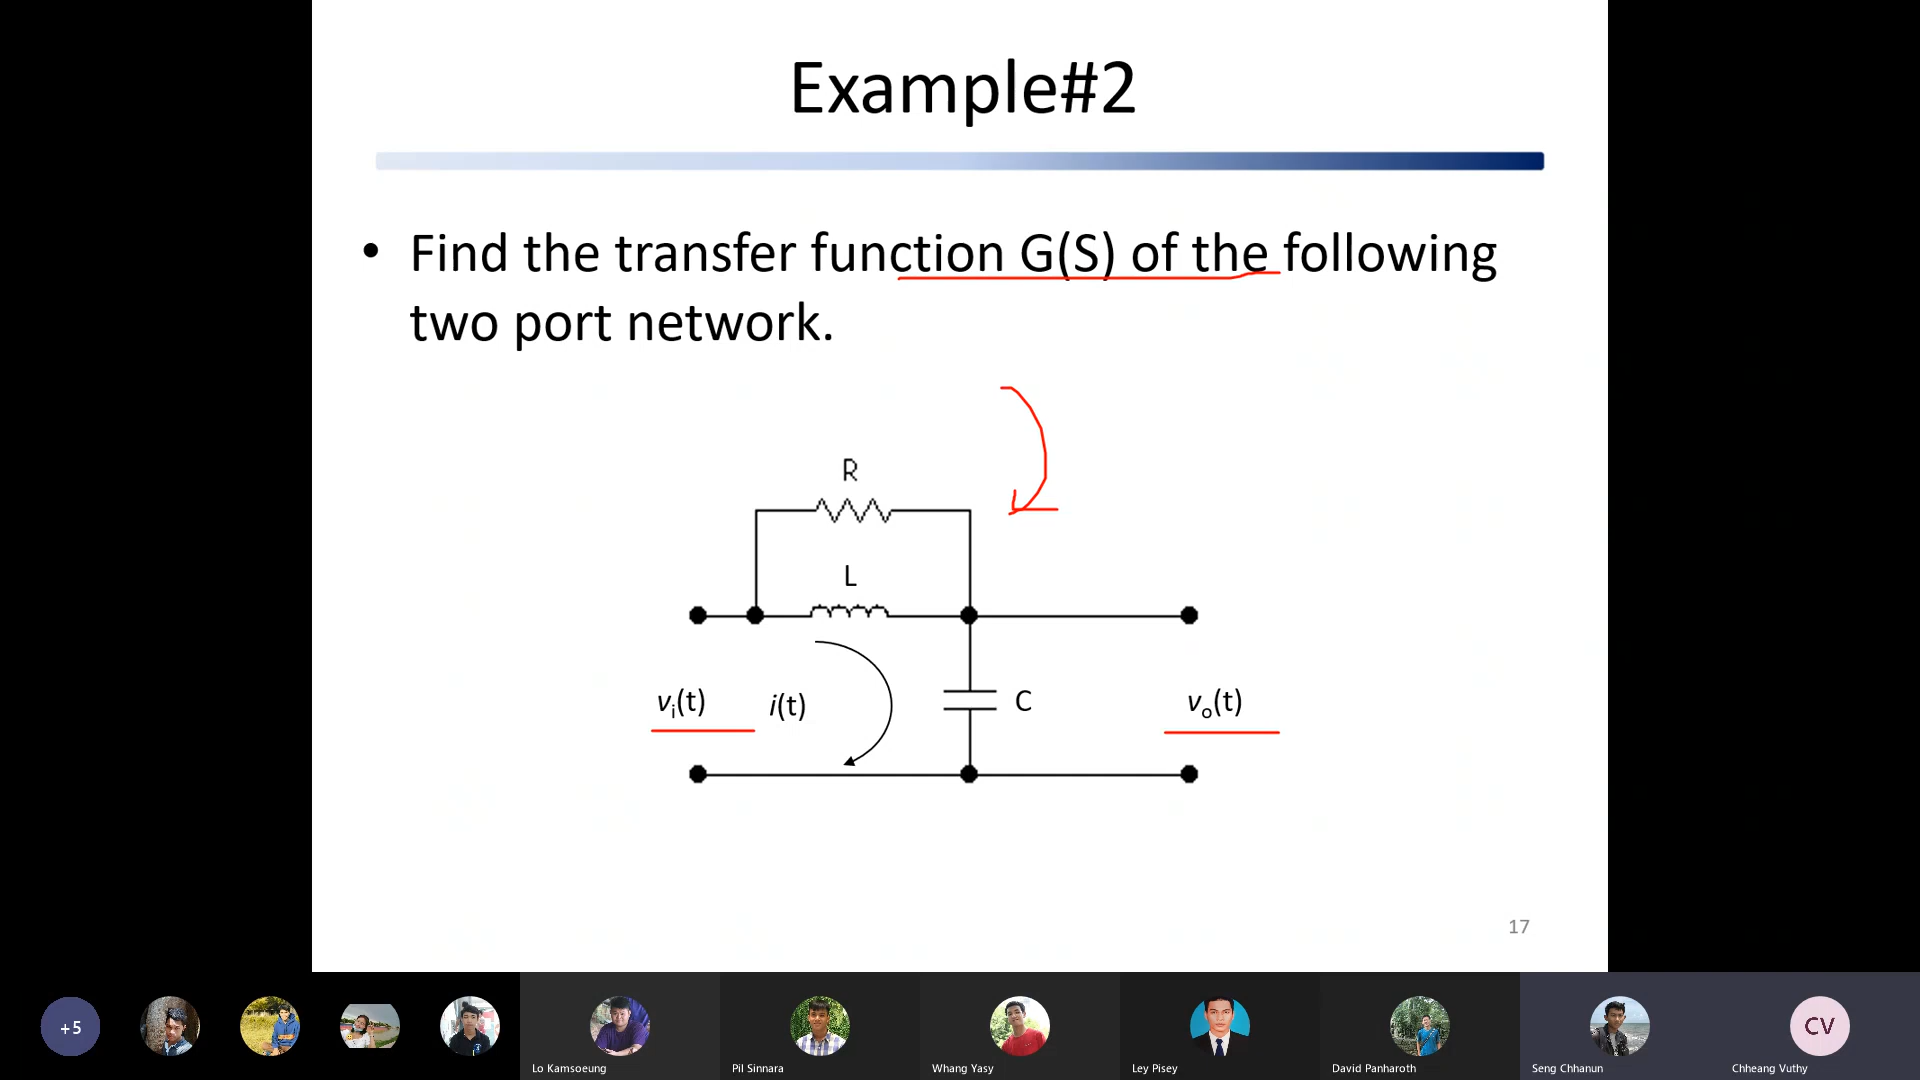 Example#2
• Find the transfer function G(S) of the following
two port network.
R
L
vi(t)
i(t)
C
vo(t)
17
+5
Lo Kamsoeung
Pil Sinnara
Whang Yasy
Ley Pisey
David Panharoth
Seng Chhanun
CV
Chheang Vuthy